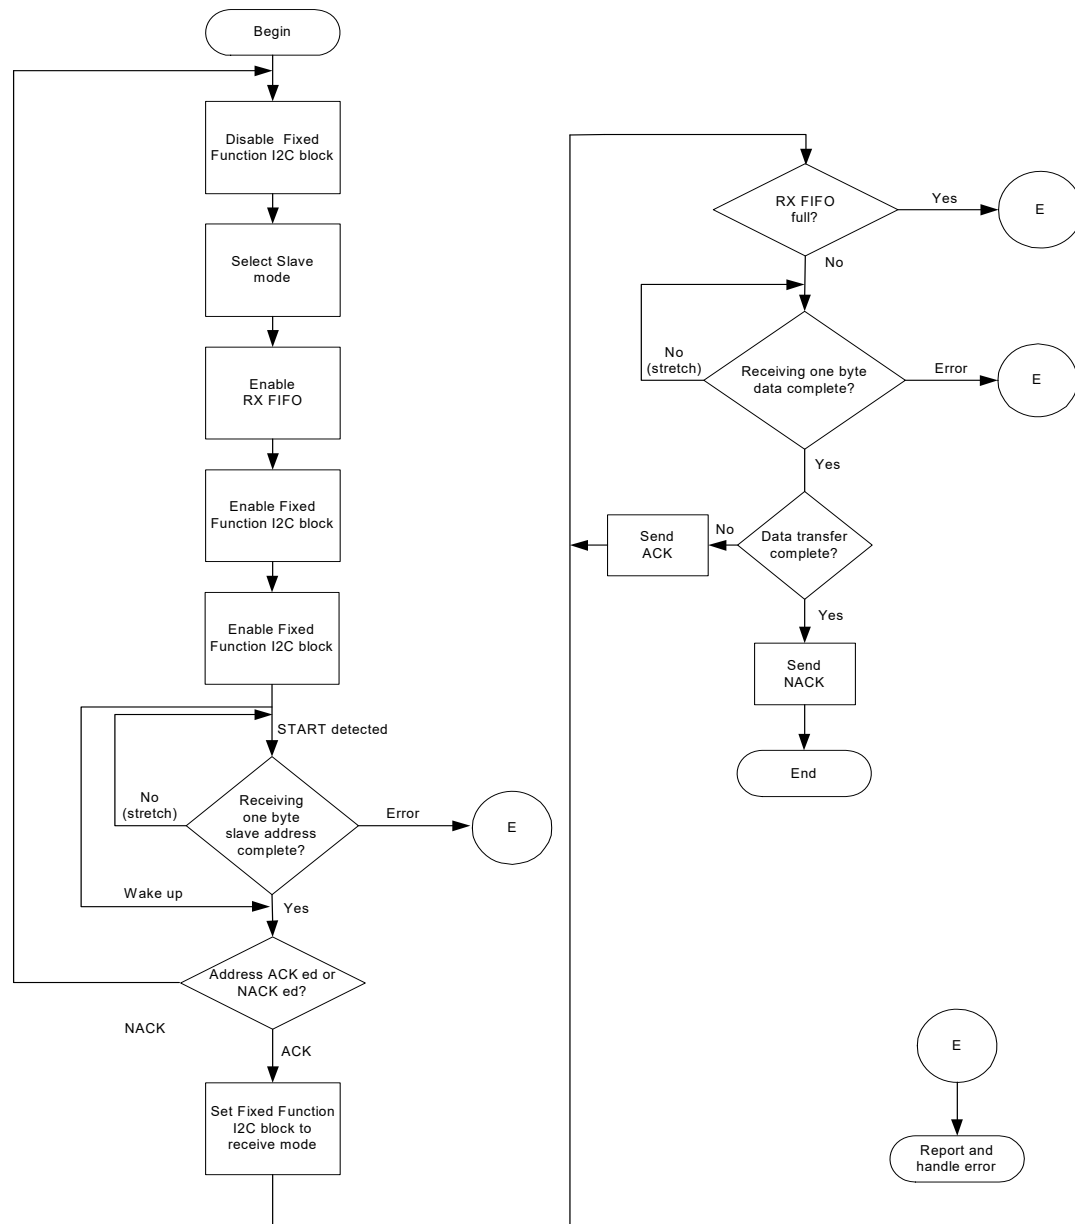 Begin
Disable Fixed
Function I2C block
Select Slave
mode
Enable
RX FIFO
Enable Fixed
Function I2C block
Enable Fixed
Function I2C block
START detected
No
(stretch)
Receiving
one byte
slave address
complete?
Error
E
Wake up
Yes
Address ACK ed or
NACK ed?
NACK
ACK
Set Fixed Function
I2C block to
receive mode
RX FIFO
full?
Yes
E
No
No
(stretch)
Receiving one byte
data complete?
Error
E
Yes
Data transfer
complete?
No
Send
ACK
Yes
Send
NACK
End
E
Report and
handle error